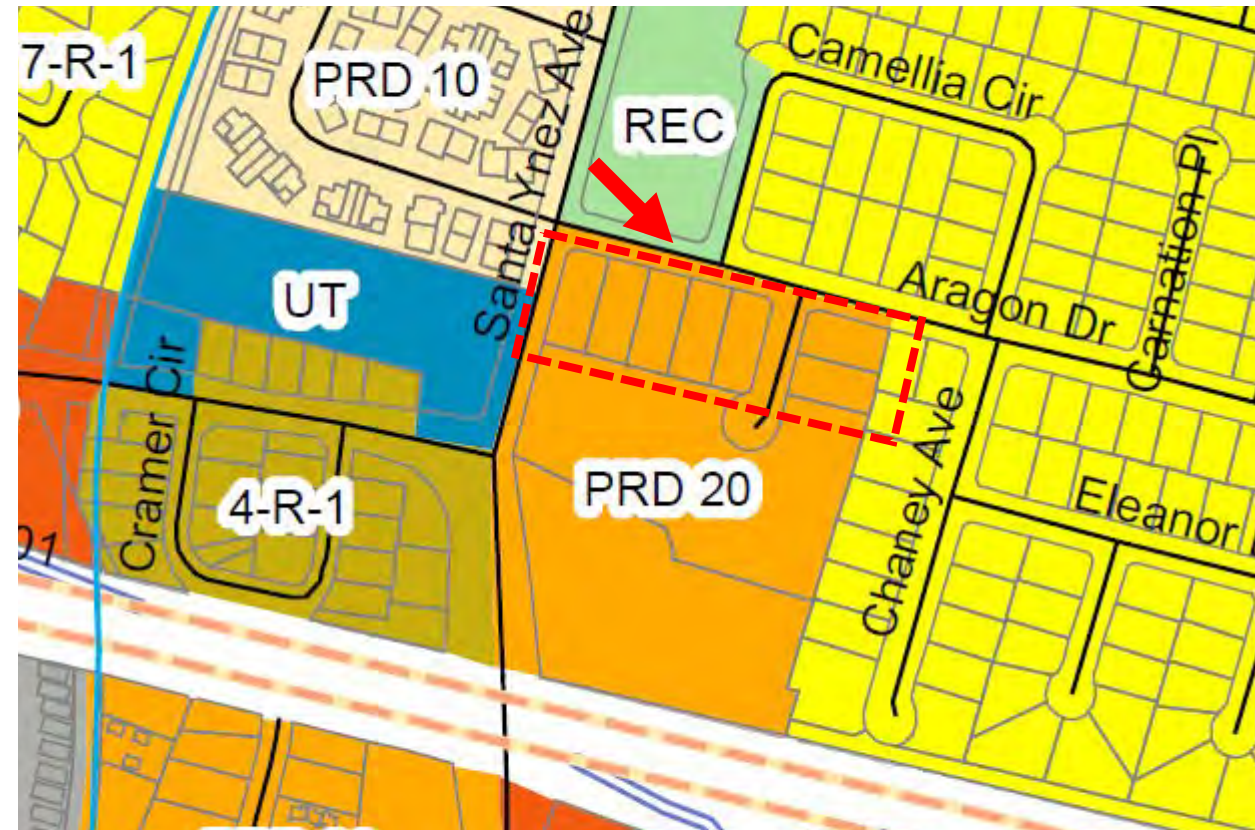 7-R-1
PRD 10
Santa Ynez Ave
REC
Camellia Cir
Carnation Pl
UT
Aragon Dr
Cramer Cir
4-R-1
PRD 20
Chaney Ave
Eleanor
01